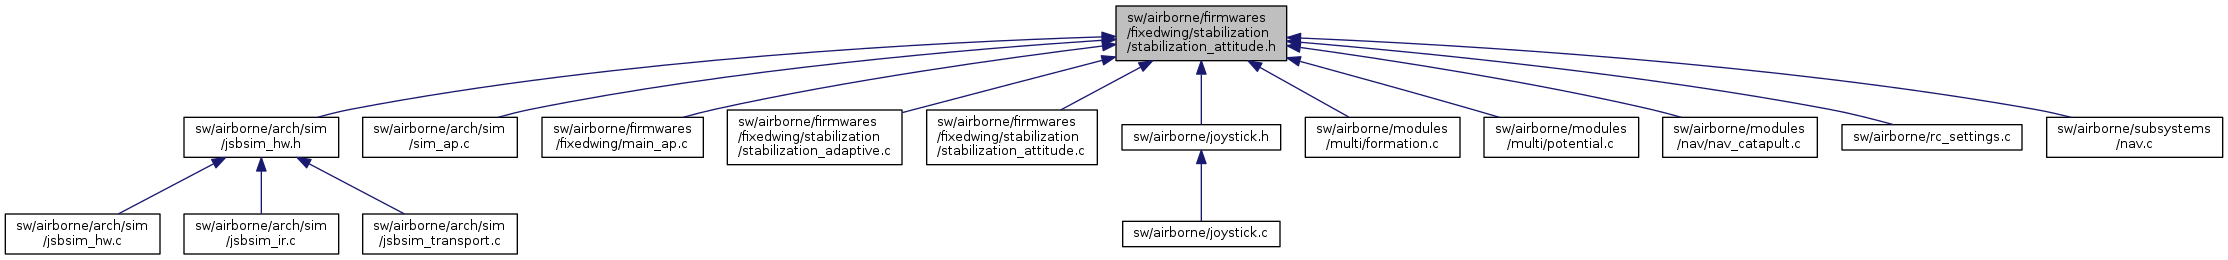 sw/airborne/firmwares
/fixedwing/stabilization
/stabilization_attitude.h
sw/airborne/arch/sim
/jsbsim_hw.h
sw/airborne/arch/sim
/sim_ap.c
sw/airborne/firmwares
/fixedwing/main_ap.c
sw/airborne/firmwares
/fixedwing/stabilization
/stabilization_adaptive.c
sw/airborne/firmwares
/fixedwing/stabilization
/stabilization_attitude.c
sw/airborne/joystick.h
sw/airborne/modules
/multi/formation.c
sw/airborne/modules
/multi/potential.c
sw/airborne/modules
/nav/nav_catapult.c
sw/airborne/rc_settings.c
sw/airborne/subsystems
/nav.c
sw/airborne/arch/sim
/jsbsim_hw.c
sw/airborne/arch/sim
/jsbsim_ir.c
sw/airborne/arch/sim
/jsbsim_transport.c
sw/airborne/joystick.c